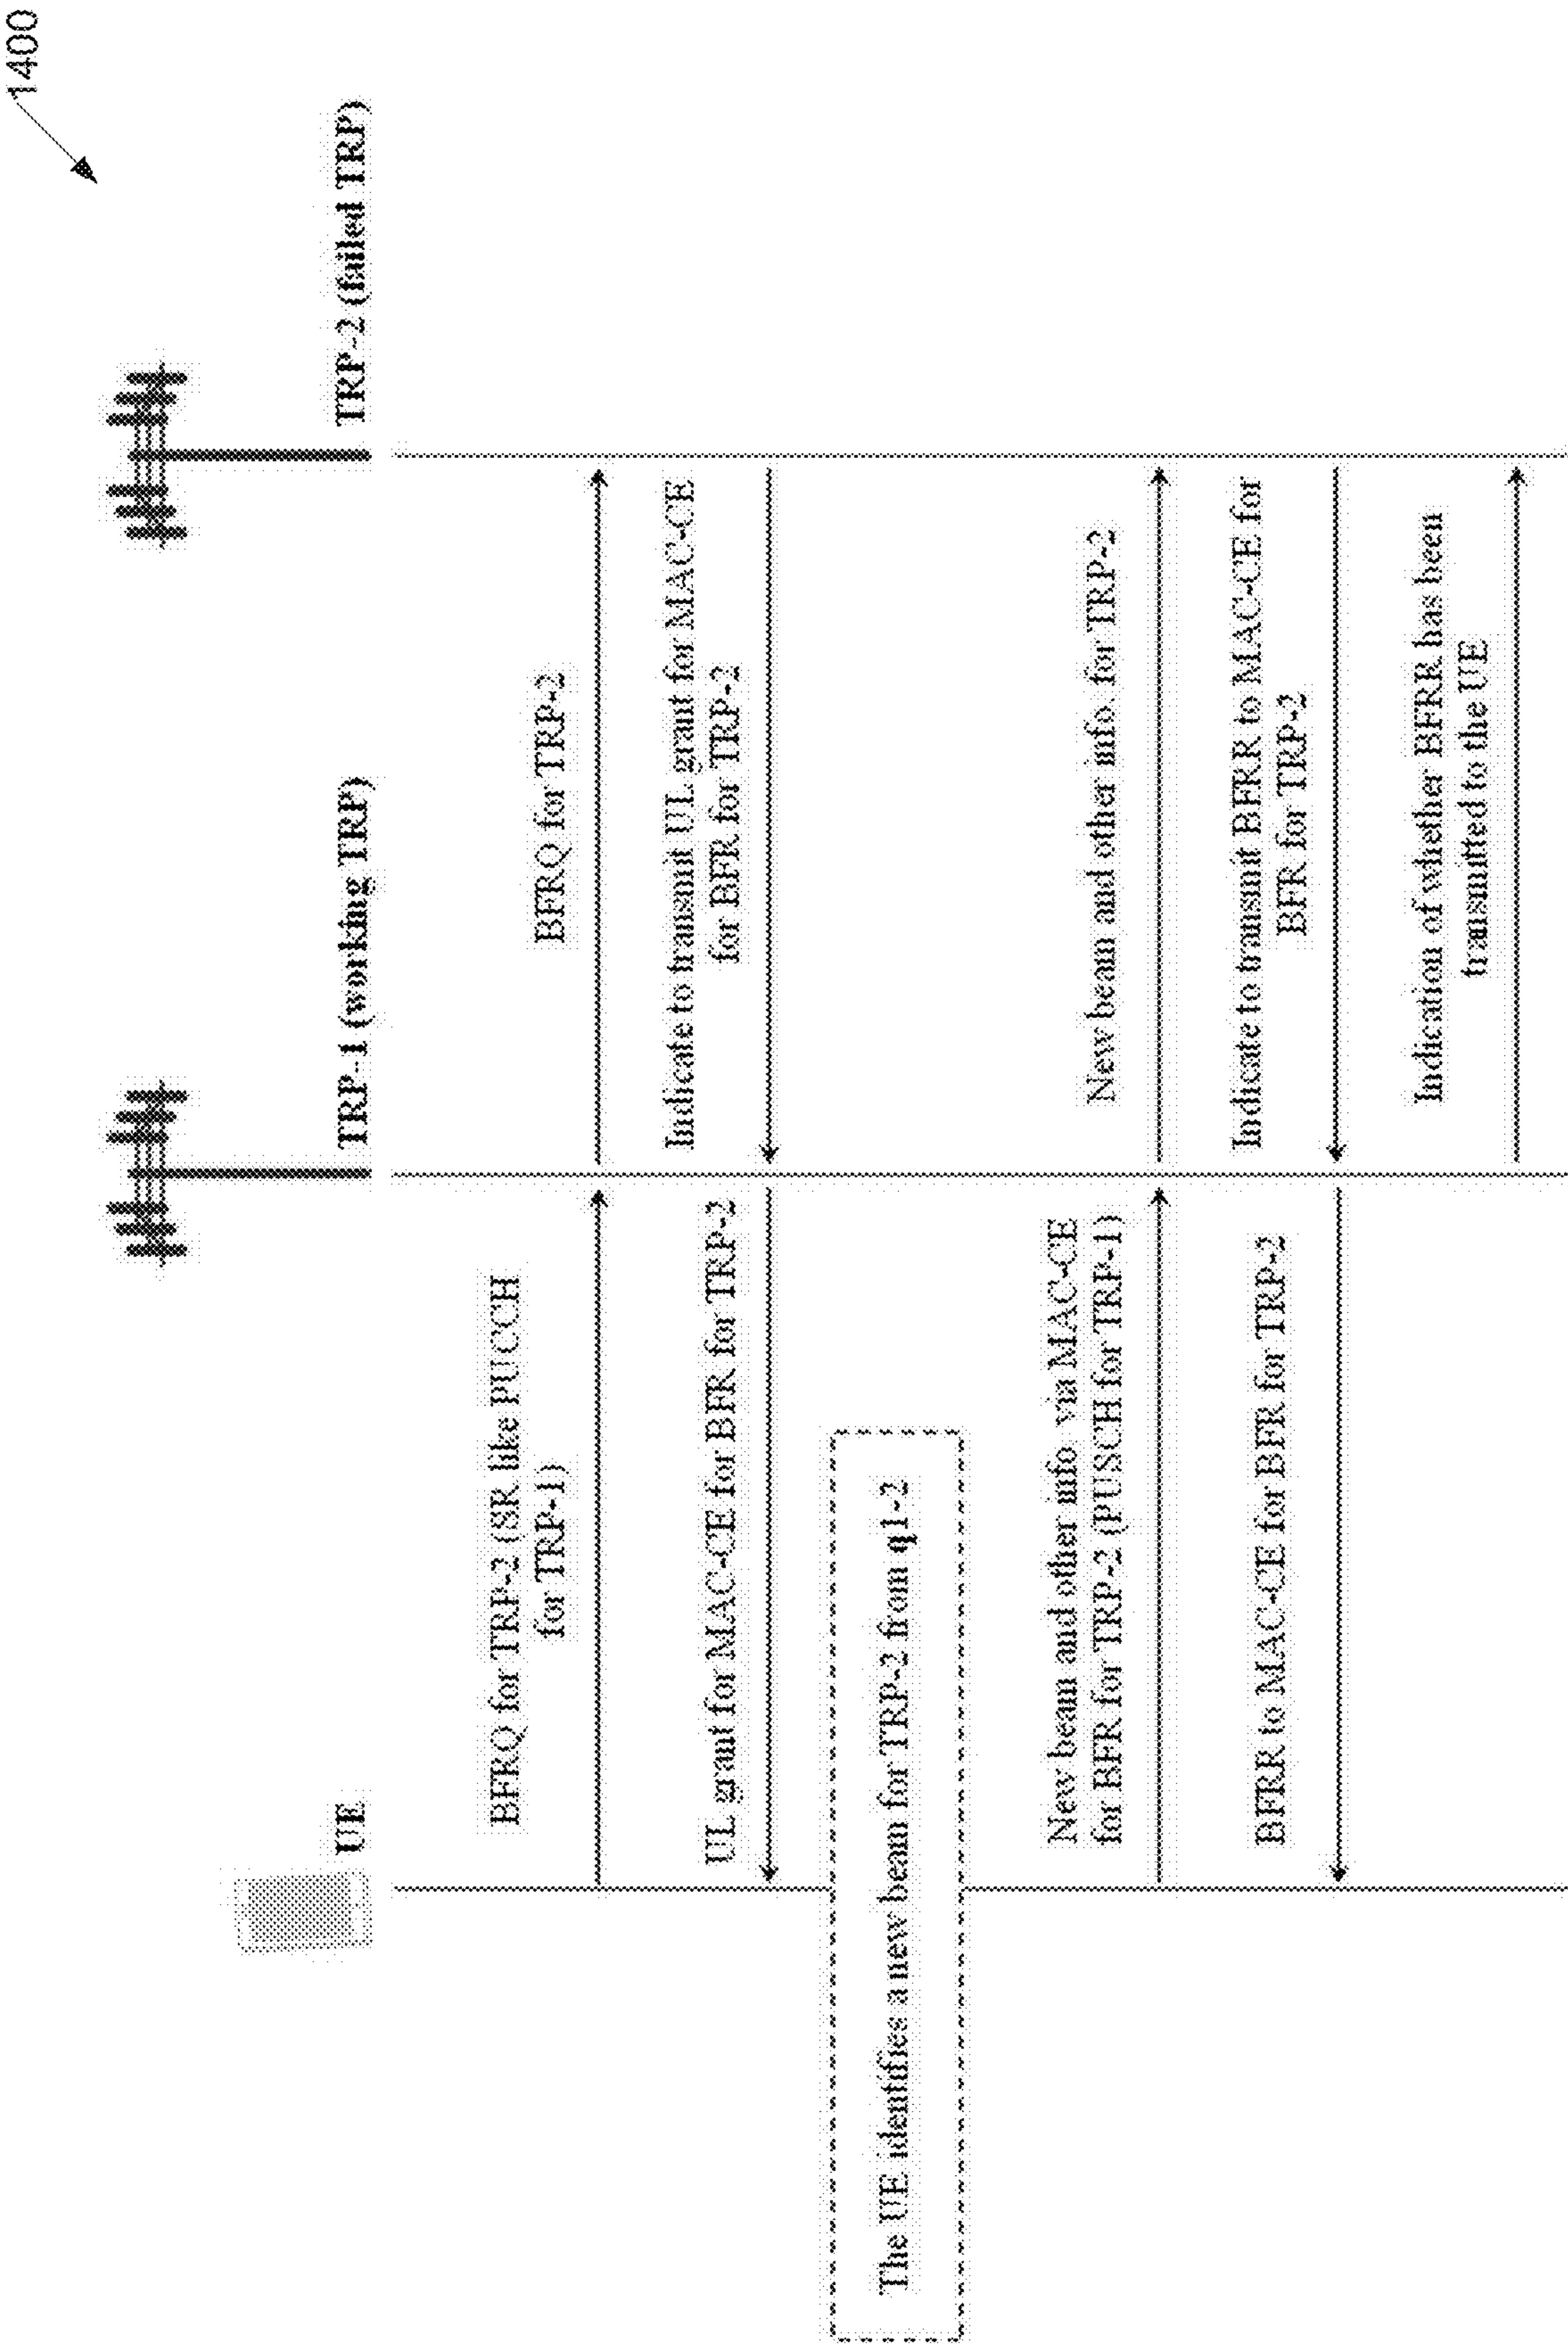 1400
UE
TRP-1 (working TRP)
TRP-2 (failed TRP)
BFRQ for TRP-2 (SR like PUCCH
for TRP-1)
BFRQ for TRP-2
UL grant for MAC-CE for BFR for TRP-2
Indicate to transmit UL grant for MAC-CE
for BFR for TRP-2
The UE identifies a new beam for TRP-2 from q1-2
New beam and other info. via MAC-CE
for BFR for TRP-2 (PUSCH for TRP-1)
New beam and other info. for TRP-2
BFRR to MAC-CE for BFR for TRP-2
Indicate to transmit BFRR to MAC-CE for
BFR for TRP-2
Indication of whether BFRR has been
transmitted to the UE